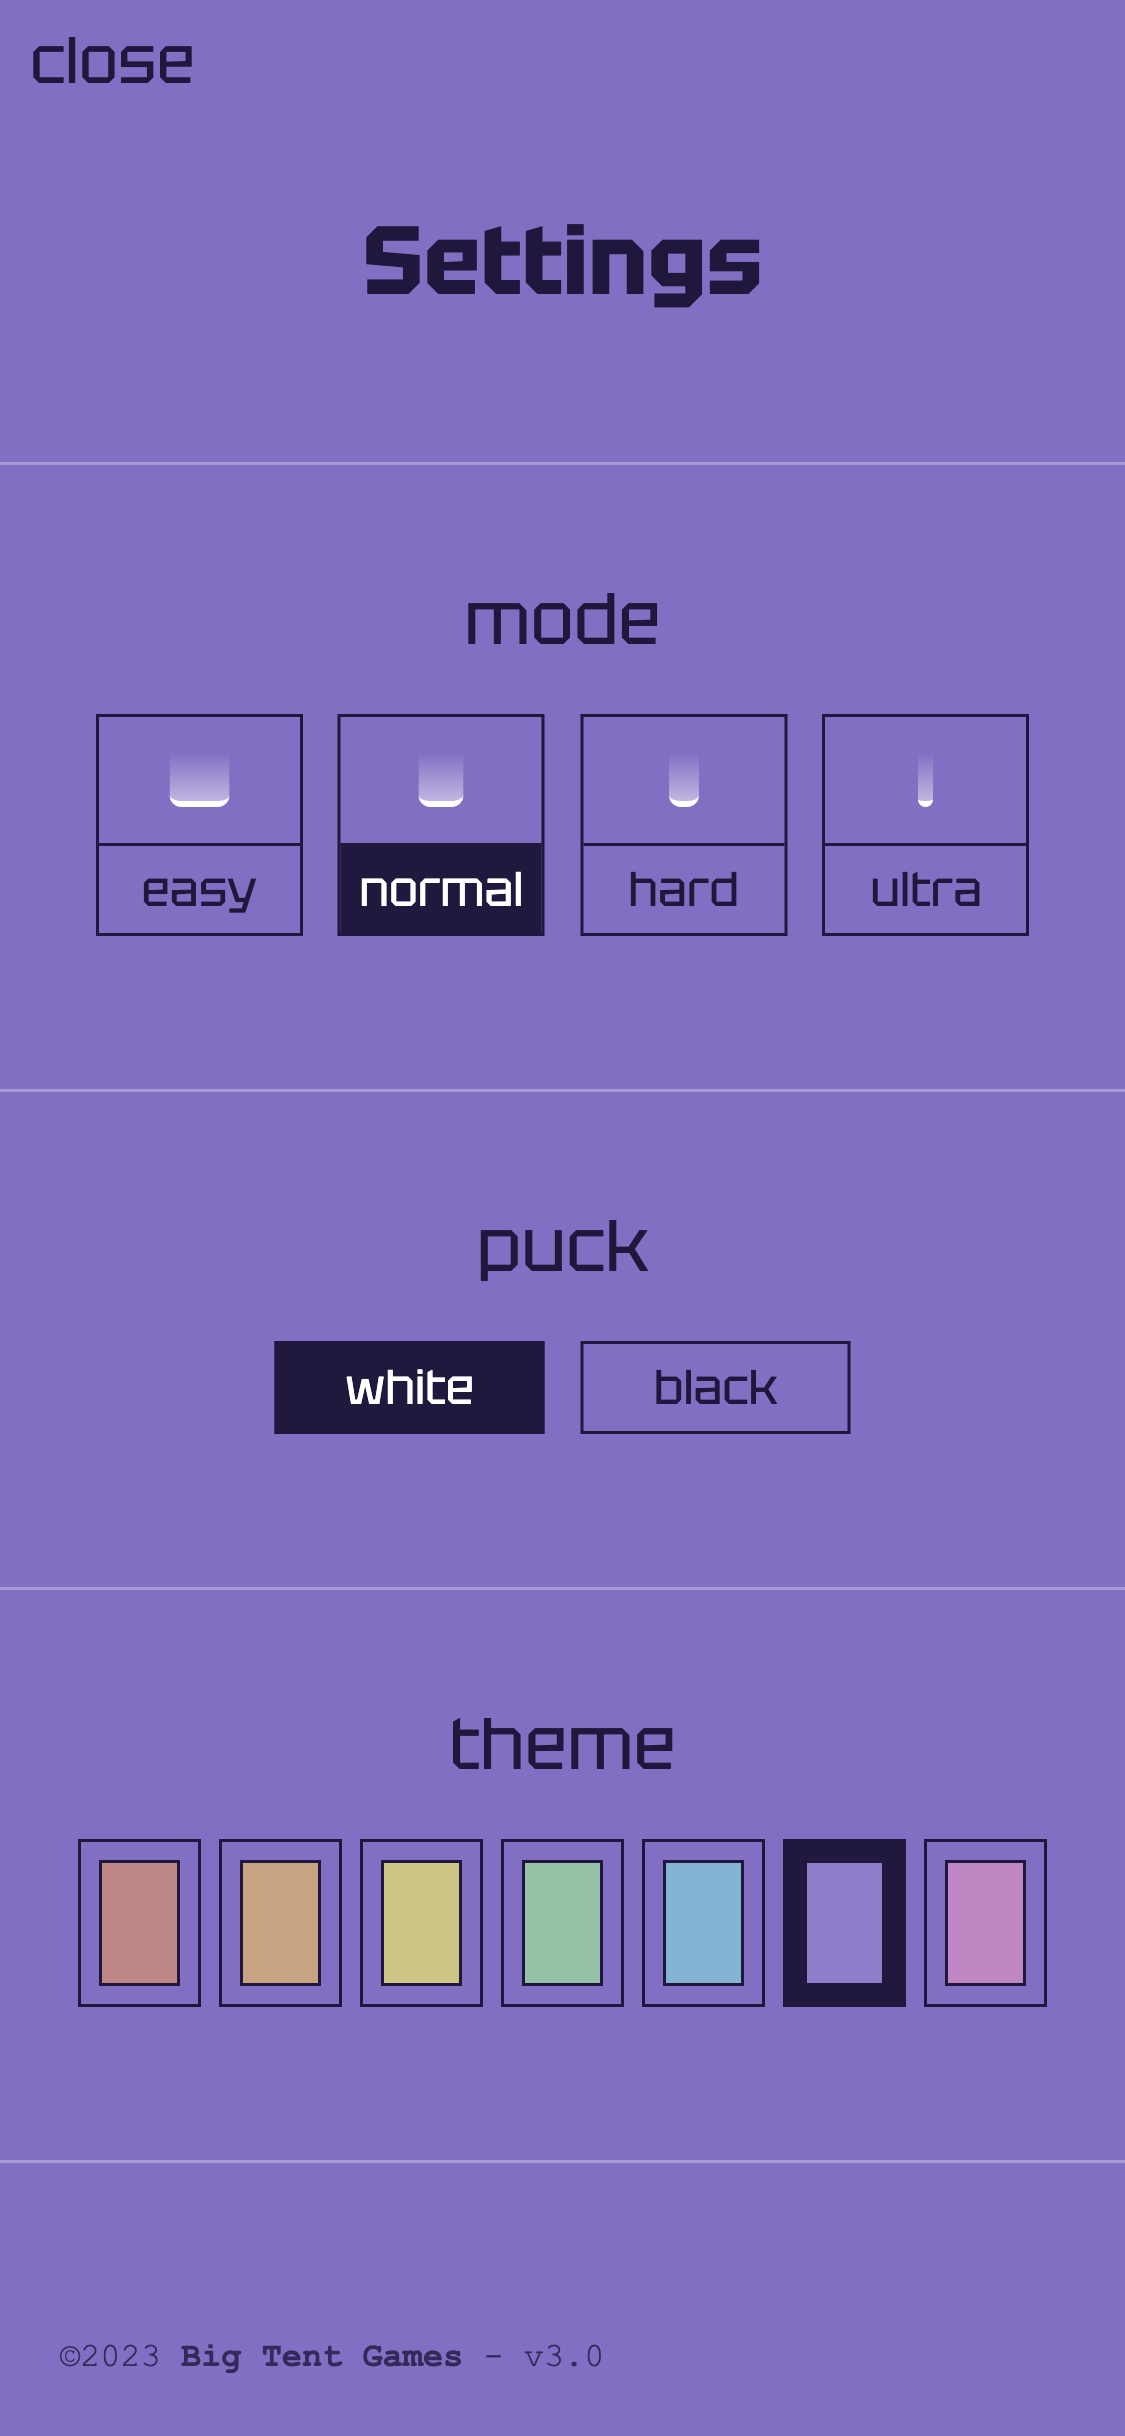 close
Settings
mode
easy normal hard ultra
puck
white black
theme
©2023 Big Tent Games - v3.0